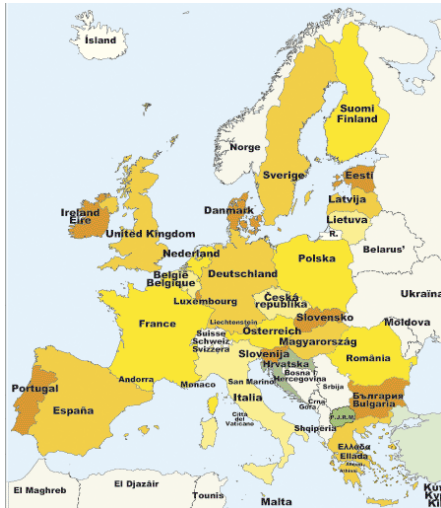 Ísland
Suomi
Finland
Norge
Sverige
Eesti
Latvija
Lietuva
R.
Danmark
Ireland
Éire
United Kingdom
Belarus'
Nederland
Polska
België
Belgique
Deutschland
Luxembourg
Česká
republika
Ukraïna
Slovensko
Liechtenstein
France
Suisse
Schweiz
Svizzera
Österreich
Magyarország
Moldova
Slovenija
Hrvatska
România
Bosna i
Hercegovina
Srbija
Andorra
Monaco
San Marino
Portugal
España
Italia
Città
del
Vaticano
Crna
Gora
България
Bulgaria
Shqipëria
Ελλάδα
Ellada
El Maghreb
El Djazàir
Tounis
Malta